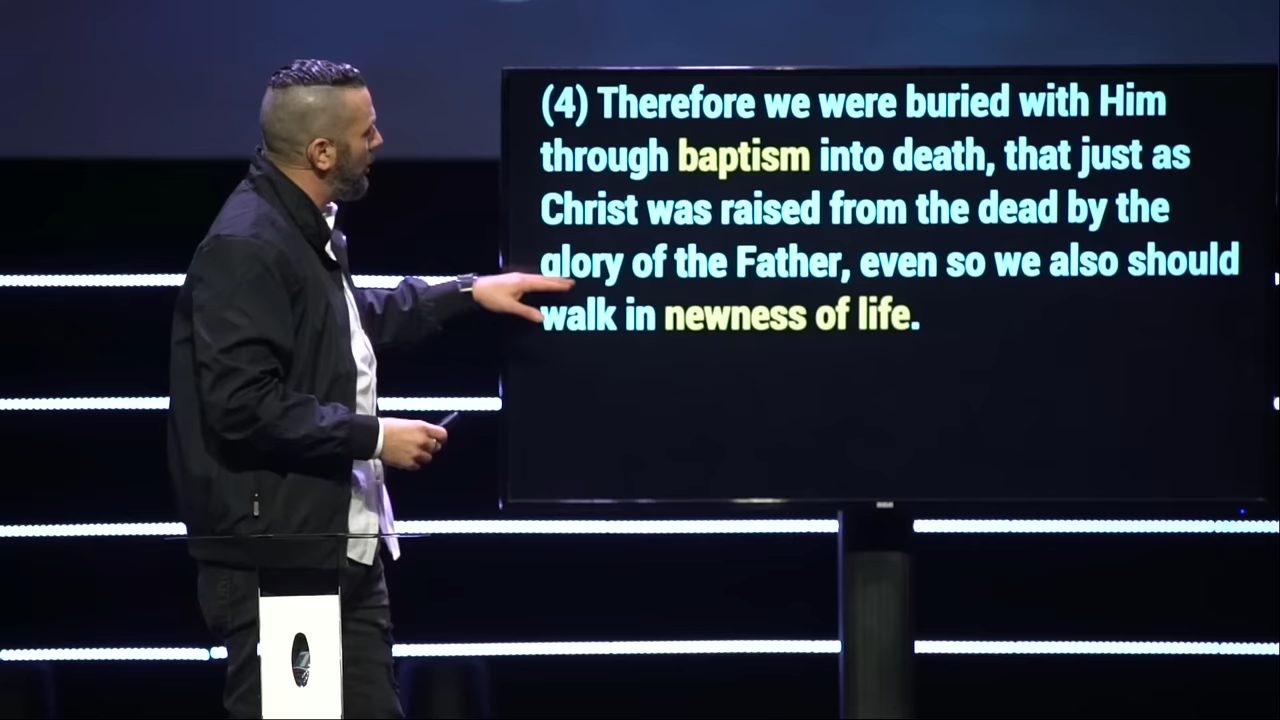 (4) Therefore we were buried with Him
through baptism into death, that just as
Christ was raised from the dead by the
glory of the Father, even so we also should
walk in newness of life.